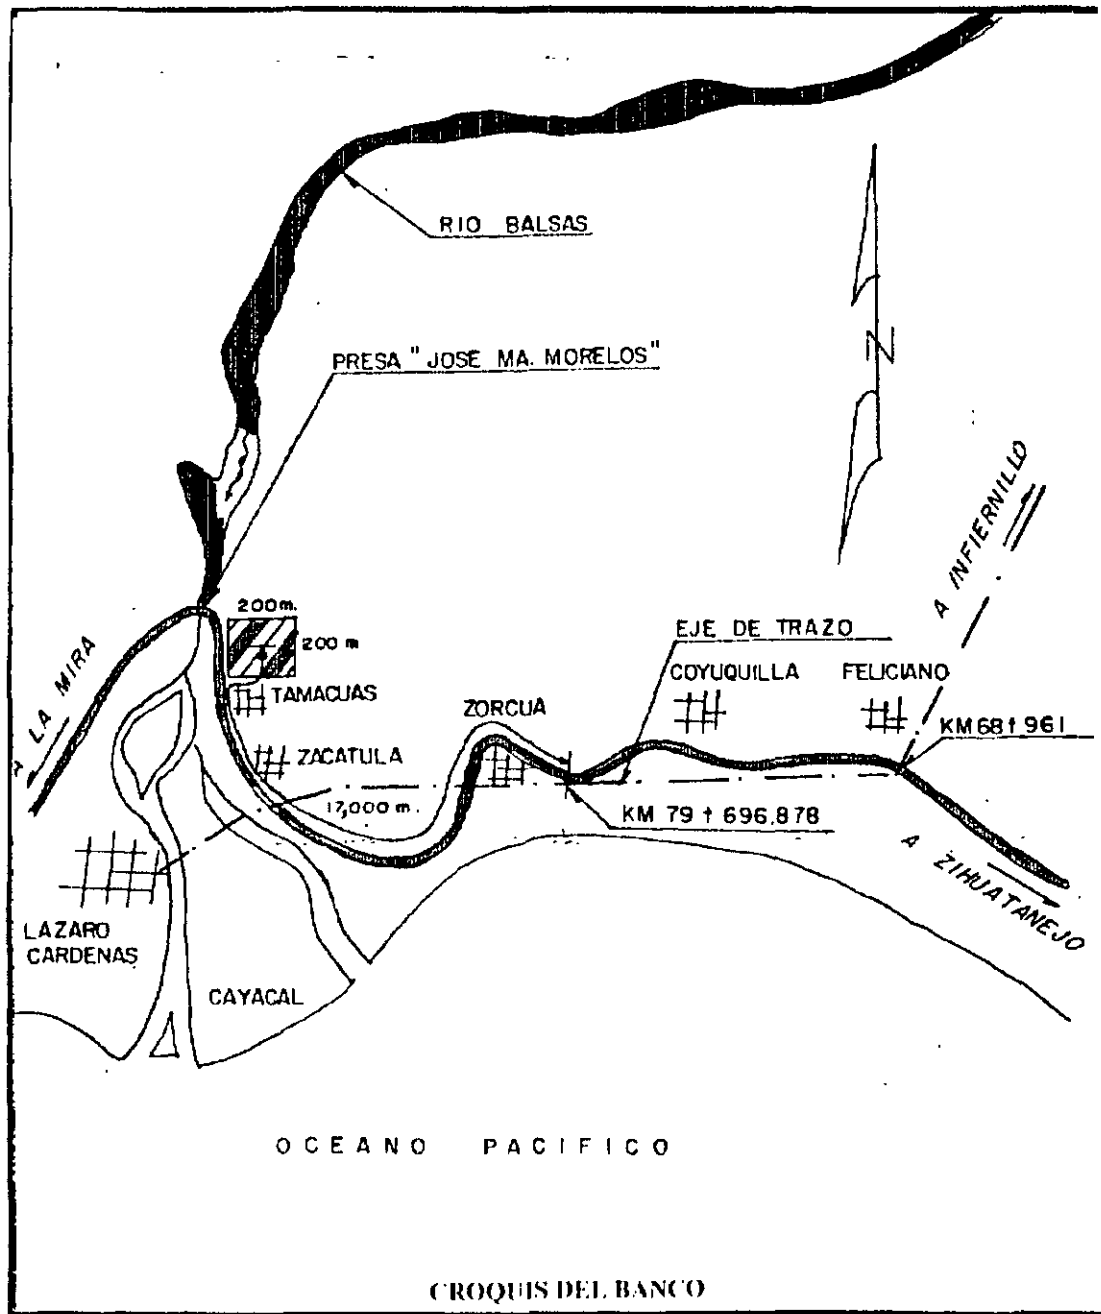 RIO BALSAS
PRESA "JOSE MA. MORELOS"
N
A INFIERNILLO
200m.
200 m
EJE DE TRAZO
A LA MIRA
TAMACUAS
COYUQUILLA
FELICIANO
ZORCUA
KM 68+961
ZACATULA
17,000 m.
KM 79+696.878
A ZIHUATANEJO
LAZARO
CARDENAS
CAYACAL
OCEANO PACIFICO
CROQUIS DEL BANCO